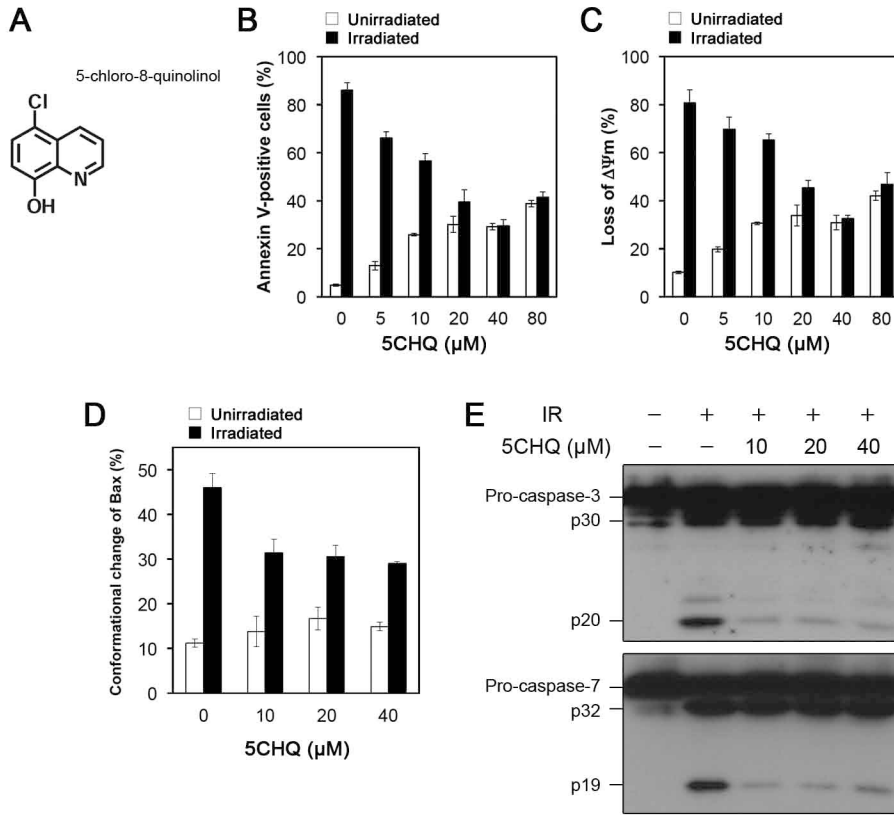 A
5-chloro-8-quinolinol
Cl
N
OH
B
Unirradiated
Irradiated
Annexin V-positive cells (%)
100
80
60
40
20
0
0 5 10 20 40 80
5CHQ (μM)
C
Unirradiated
Irradiated
Loss of ΔΨm (%)
100
80
60
40
20
0
0 5 10 20 40 80
5CHQ (μM)
D
Unirradiated
Irradiated
Conformational change of Bax (%)
50
40
30
20
10
0
0 10 20 40
5CHQ (μM)
E
IR − + + + +
5CHQ (μM) − − 10 20 40
Pro-caspase-3
p30
p20
Pro-caspase-7
p32
p19